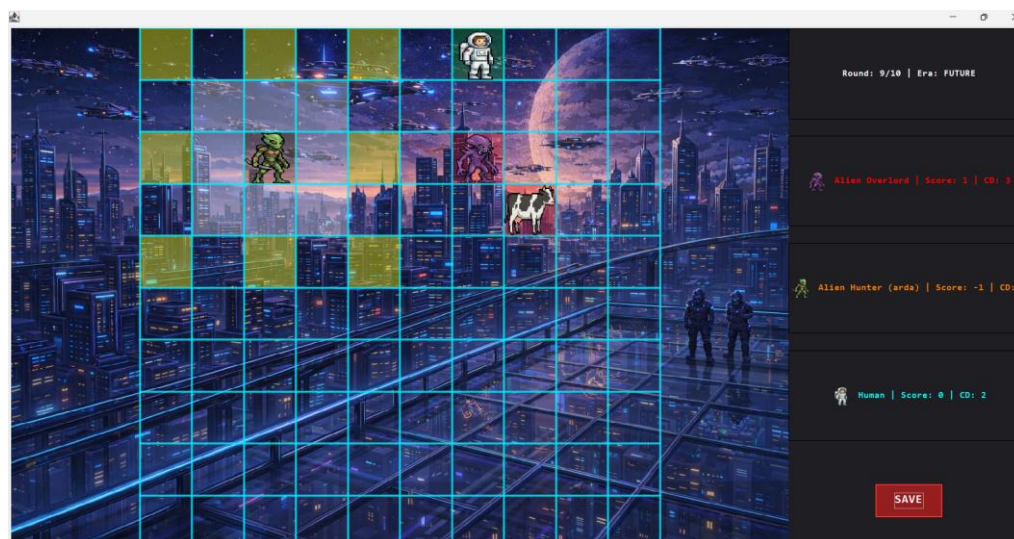 Round: 9/10 | Era: FUTURE
Alien Overlord | Score: 1 | CD: 3
Alien Hunter (arda) | Score: -1 | CD:
Human | Score: 0 | CD: 2
SAVE